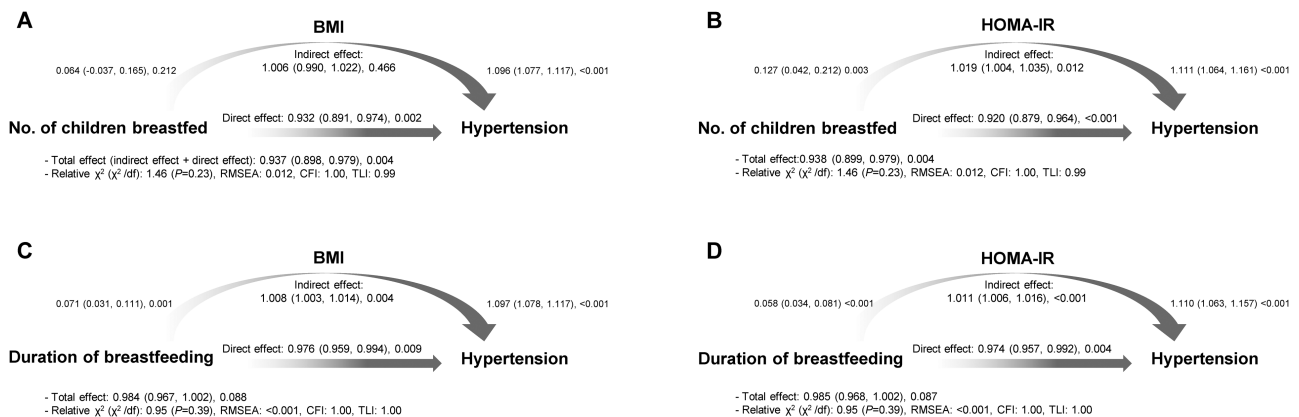 A
BMI
Indirect effect:
1.006 (0.990, 1.022), 0.466
0.064 (-0.037, 0.165), 0.212
1.096 (1.077, 1.117), <0.001
Direct effect: 0.932 (0.891, 0.974), 0.002
No. of children breastfed
Hypertension
- Total effect (indirect effect + direct effect): 0.937 (0.898, 0.979), 0.004
- Relative χ² (χ² /df): 1.46 (P=0.23), RMSEA: 0.012, CFI: 1.00, TLI: 0.99
B
HOMA-IR
Indirect effect:
1.019 (1.004, 1.035), 0.012
0.127 (0.042, 0.212) 0.003
1.111 (1.064, 1.161) <0.001
Direct effect: 0.920 (0.879, 0.964), <0.001
No. of children breastfed
Hypertension
- Total effect:0.938 (0.899, 0.979), 0.004
- Relative χ² (χ² /df): 1.46 (P=0.23), RMSEA: 0.012, CFI: 1.00, TLI: 0.99
C
BMI
Indirect effect:
1.008 (1.003, 1.014), 0.004
0.071 (0.031, 0.111), 0.001
1.097 (1.078, 1.117), <0.001
Direct effect: 0.976 (0.959, 0.994), 0.009
Duration of breastfeeding
Hypertension
- Total effect: 0.984 (0.967, 1.002), 0.088
- Relative χ² (χ² /df): 0.95 (P=0.39), RMSEA: <0.001, CFI: 1.00, TLI: 1.00
D
HOMA-IR
Indirect effect:
1.011 (1.006, 1.016), <0.001
0.058 (0.034, 0.081) <0.001
1.110 (1.063, 1.157) <0.001
Direct effect: 0.974 (0.957, 0.992), 0.004
Duration of breastfeeding
Hypertension
- Total effect: 0.985 (0.968, 1.002), 0.087
- Relative χ² (χ² /df): 0.95 (P=0.39), RMSEA: <0.001, CFI: 1.00, TLI: 1.00